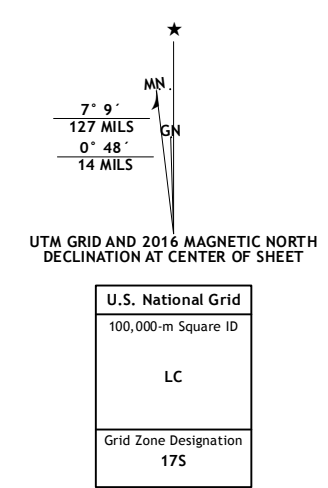 ★
MN
7° 9´
127 MILS
GN
0° 48´
14 MILS
UTM GRID AND 2016 MAGNETIC NORTH
DECLINATION AT CENTER OF SHEET
U.S. National Grid
100,000-m Square ID
LC
Grid Zone Designation
17S